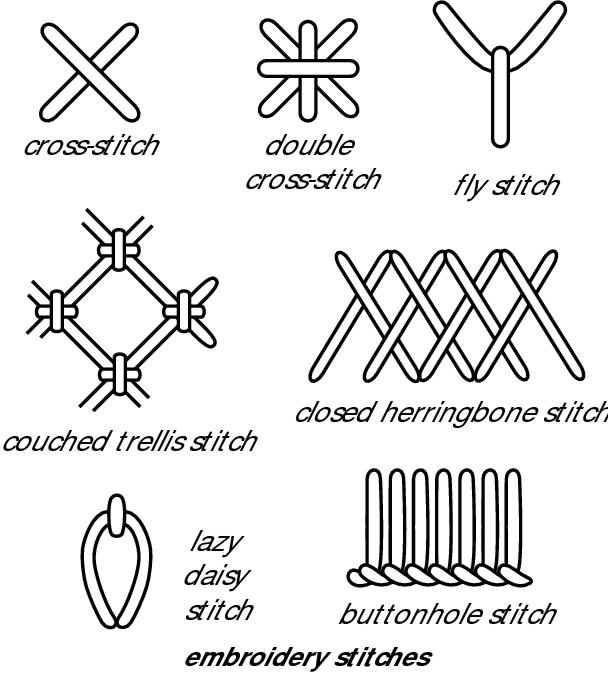 cross-stitch
double
cross-stitch
fly stitch
couched trellis stitch
closed herringbone stitch
lazy
daisy
stitch
buttonhole stitch
embroidery stitches